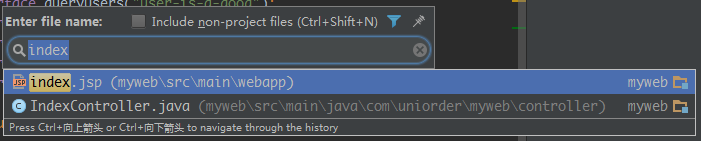 rface queryusers("user-is-a-good");
Enter file name:
Include non-project files (Ctrl+Shift+N)
index
JSP index.jsp (myweb\src\main\webapp) myweb
C IndexController.java (myweb\src\main\java\com\uniorder\myweb\controller) myweb
Press Ctrl+向上箭头 or Ctrl+向下箭头 to navigate through the history